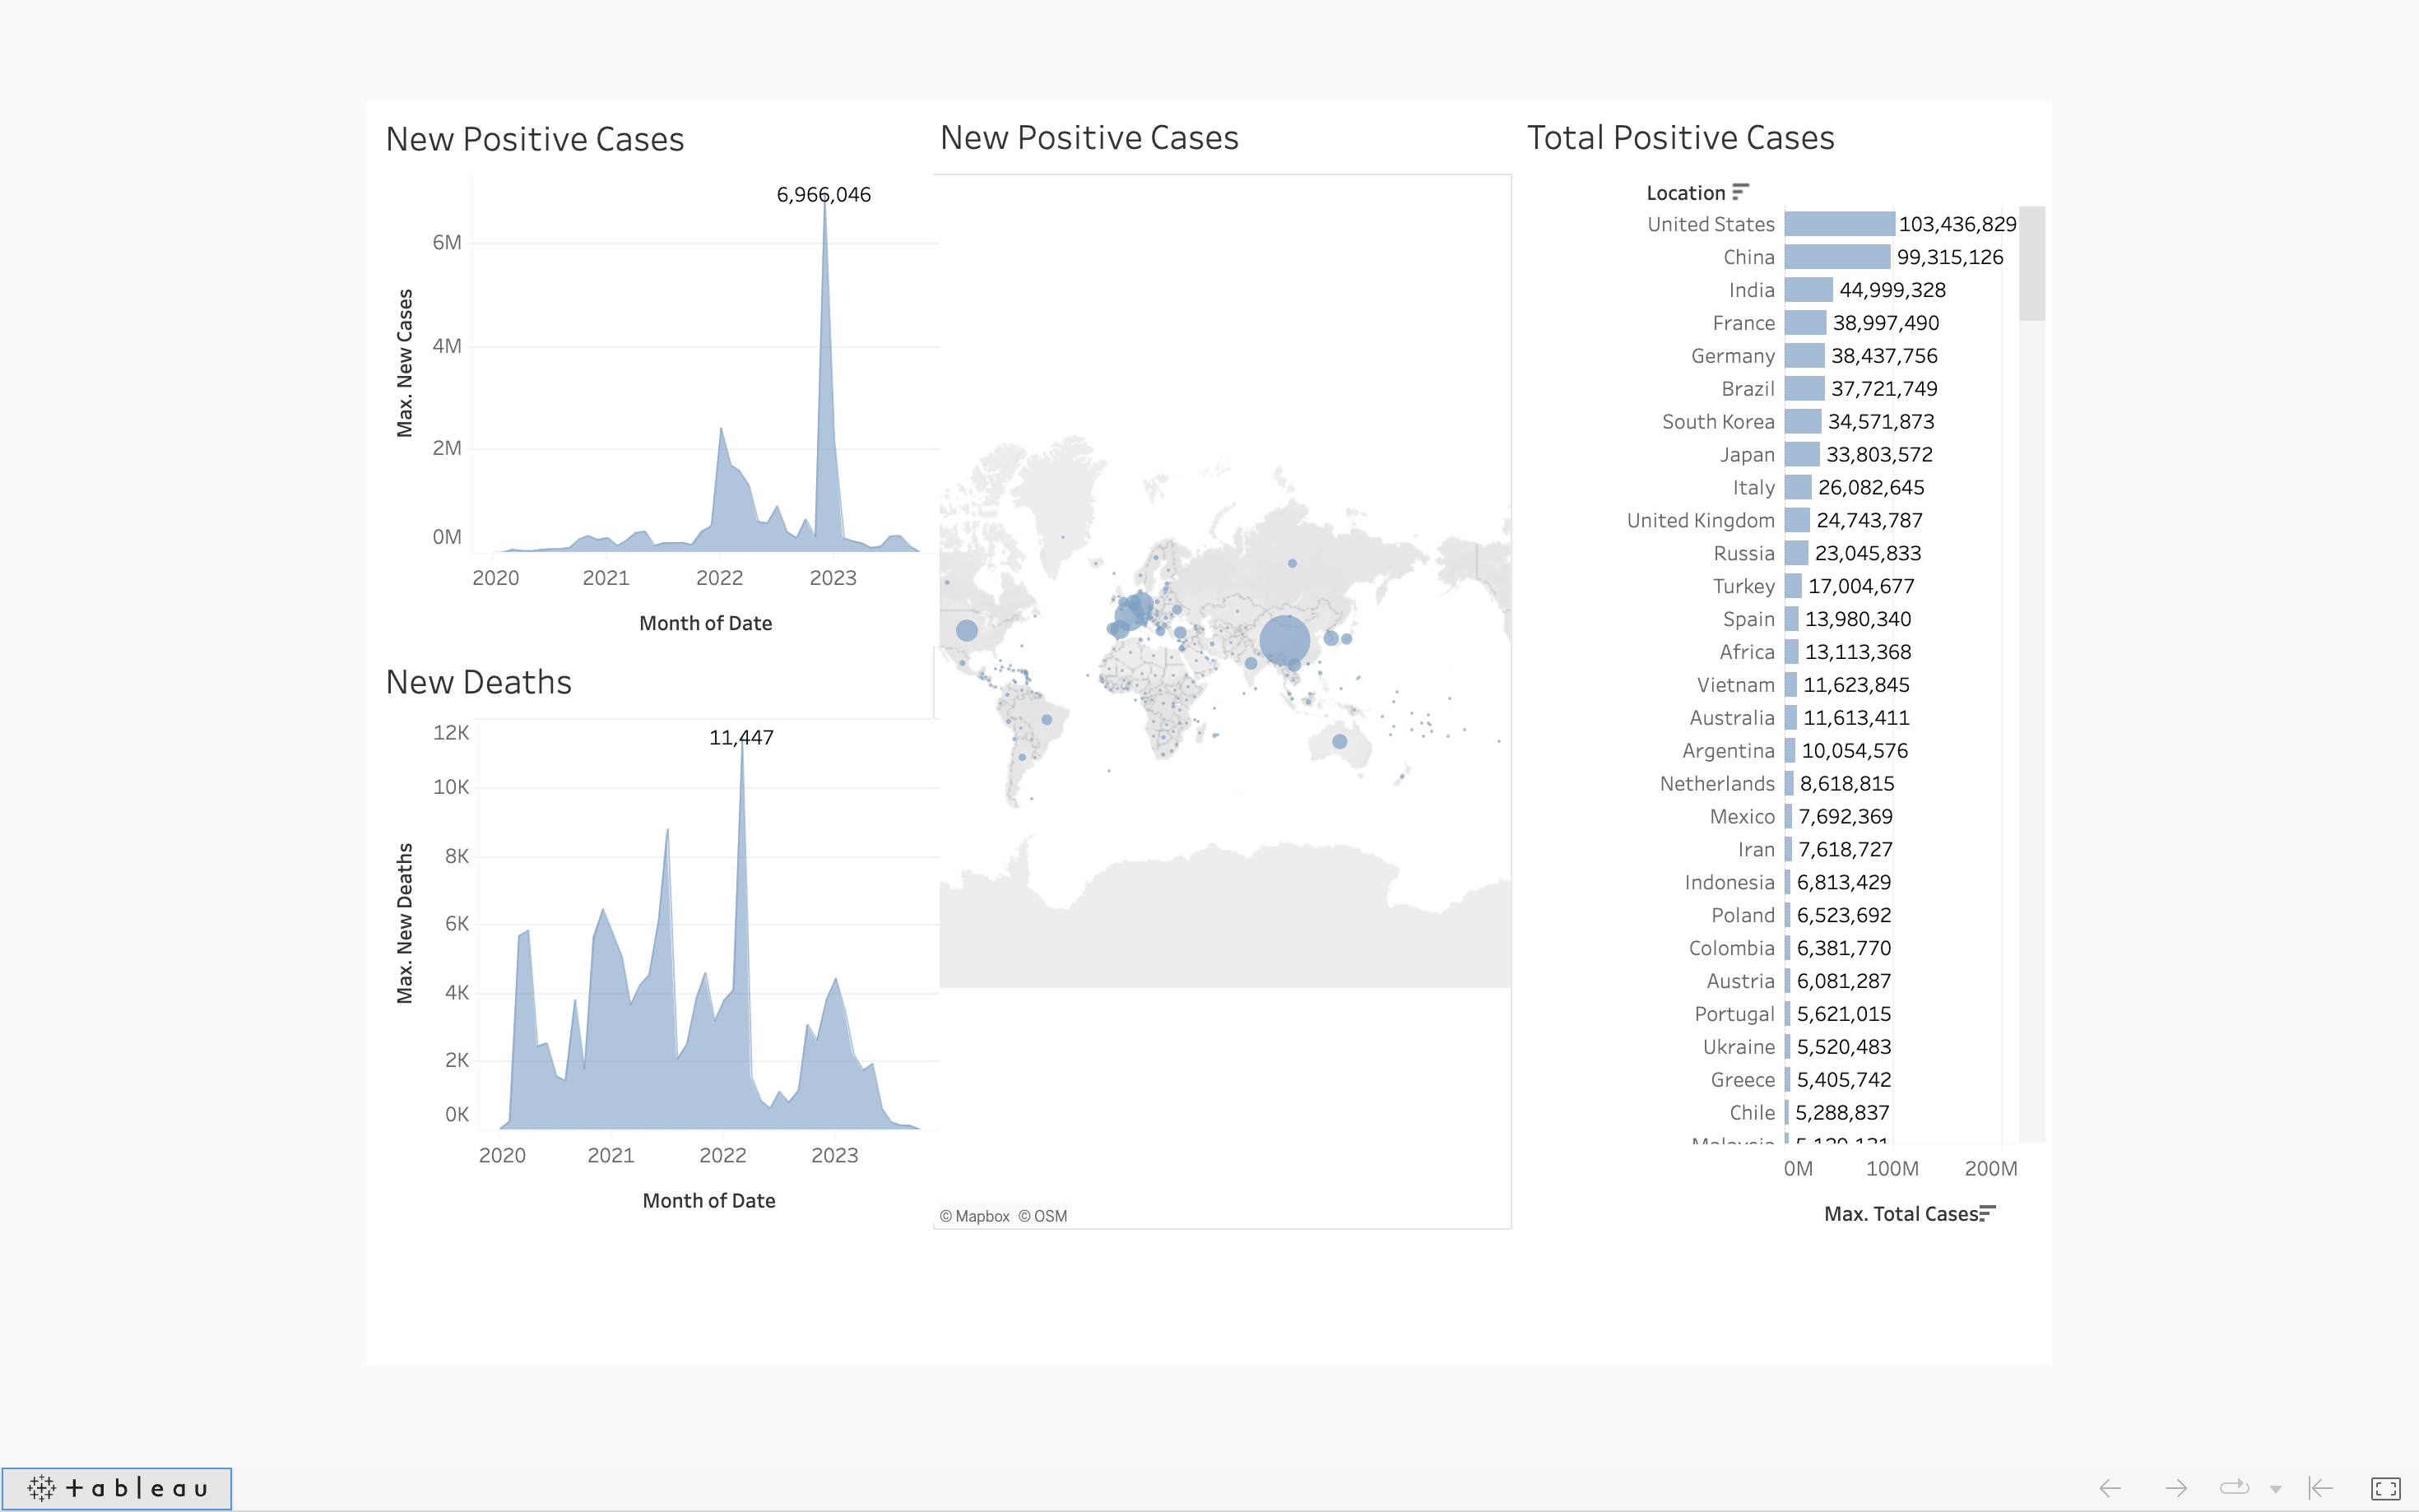 New Positive Cases
6,966,046
6M
4M
2M
0M
Max. New Cases
2020 2021 2022 2023
Month of Date
New Deaths
11,447
12K
10K
8K
6K
4K
2K
0K
Max. New Deaths
2020 2021 2022 2023
Month of Date
New Positive Cases
© Mapbox © OSM
Total Positive Cases
Location
United States 103,436,829
China 99,315,126
India 44,999,328
France 38,997,490
Germany 38,437,756
Brazil 37,721,749
South Korea 34,571,873
Japan 33,803,572
Italy 26,082,645
United Kingdom 24,743,787
Russia 23,045,833
Turkey 17,004,677
Spain 13,980,340
Africa 13,113,368
Vietnam 11,623,845
Australia 11,613,411
Argentina 10,054,576
Netherlands 8,618,815
Mexico 7,692,369
Iran 7,618,727
Indonesia 6,813,429
Poland 6,523,692
Colombia 6,381,770
Austria 6,081,287
Portugal 5,621,015
Ukraine 5,520,483
Greece 5,405,742
Chile 5,288,837
Malaysia
0M 100M 200M
Max. Total Cases
+ableau